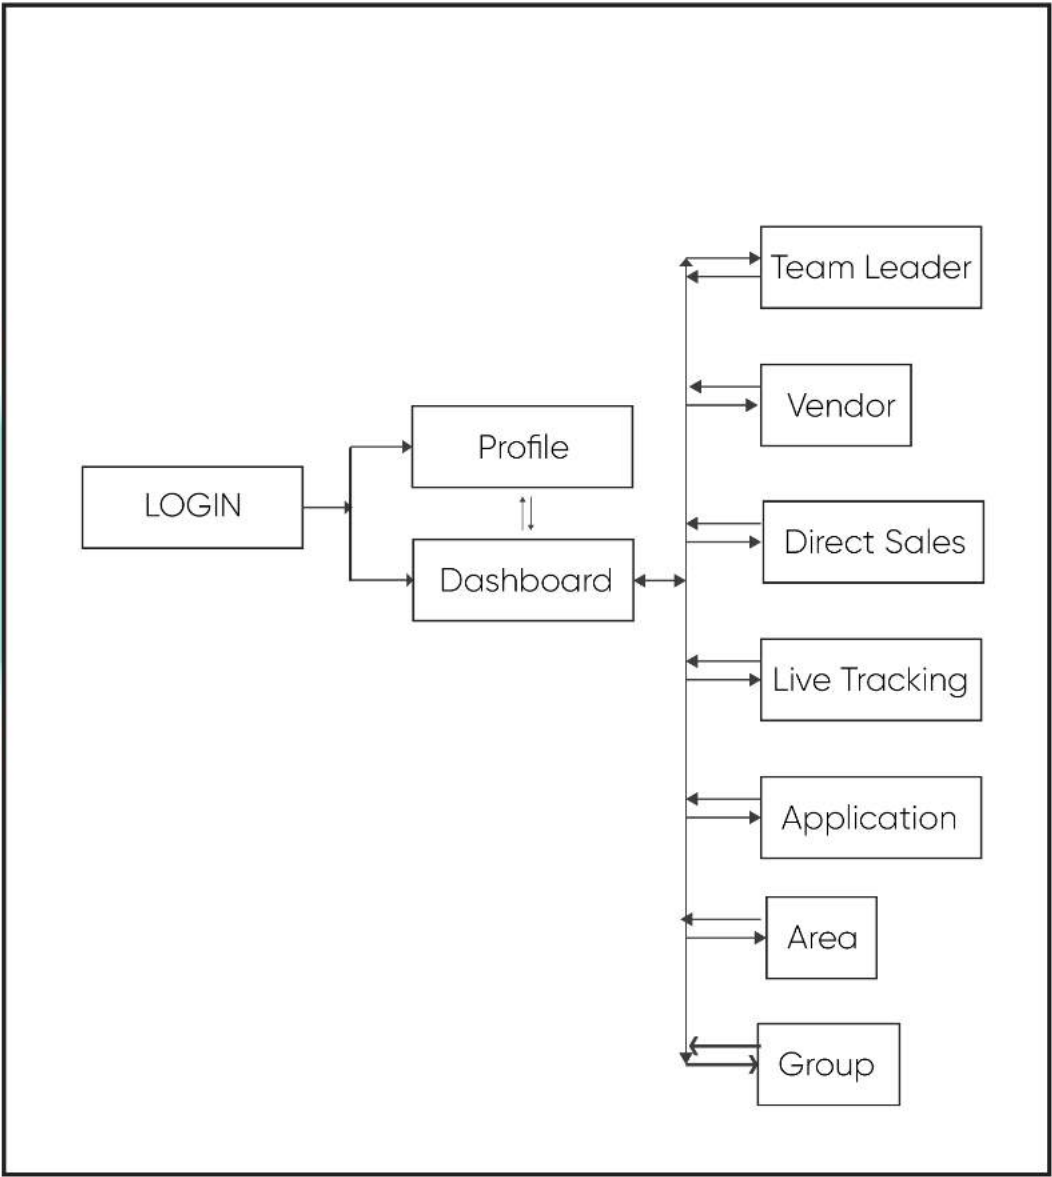 LOGIN
Profile
Dashboard
Team Leader
Vendor
Direct Sales
Live Tracking
Application
Area
Group